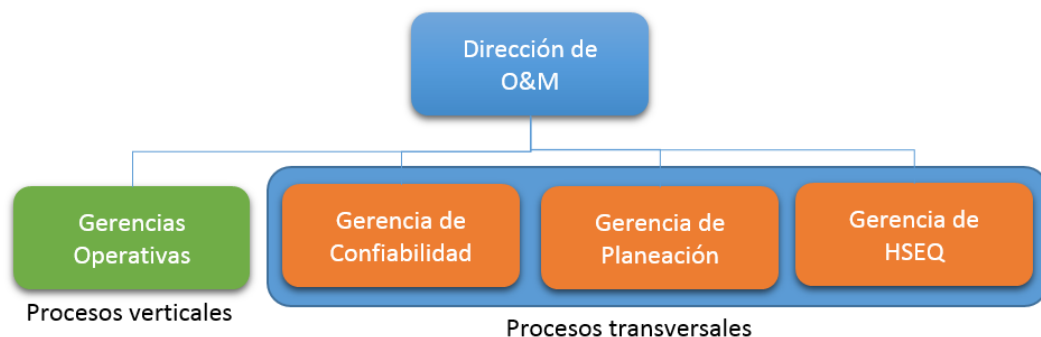 Dirección de
O&M
Gerencias
Operativas
Gerencia de
Confiabilidad
Gerencia de
Planeación
Gerencia de
HSEQ
Procesos verticales
Procesos transversales